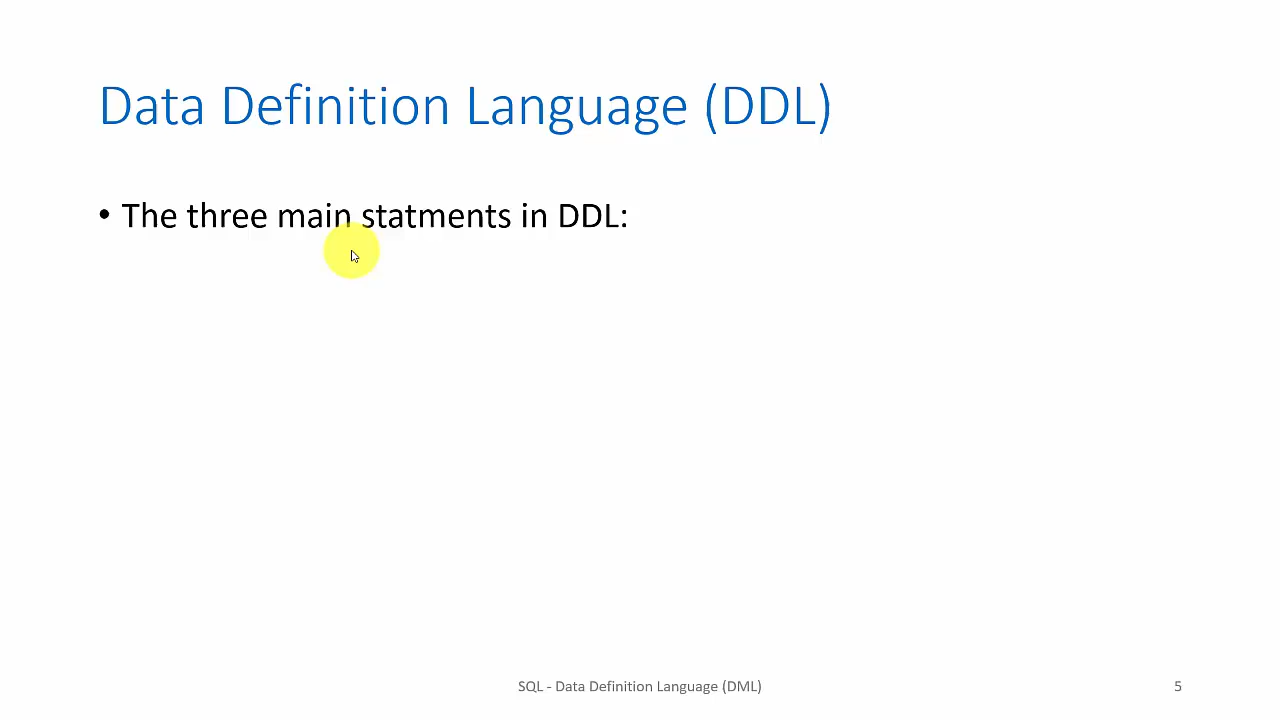 Data Definition Language (DDL)
• The three main statments in DDL:
SQL - Data Definition Language (DML)
5